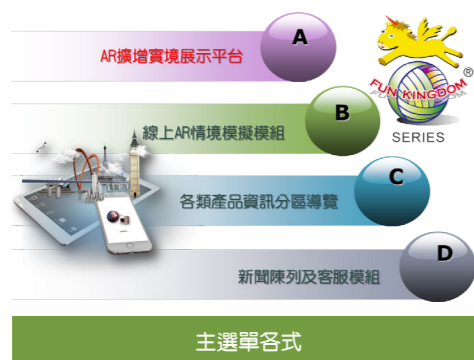 A
AR擴增實境展示平台
FUN KINGDOM®
SERIES
B
線上AR情境模擬模組
C
各類產品資訊分區導覽
D
新聞陳列及客服模組
主選單各式